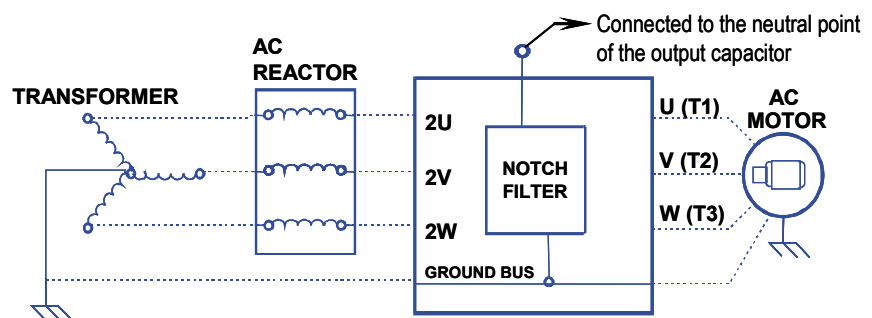 Connected to the neutral point
of the output capacitor
AC
REACTOR
TRANSFORMER
2U
2V
2W
NOTCH
FILTER
GROUND BUS
U (T1)
V (T2)
W (T3)
AC
MOTOR